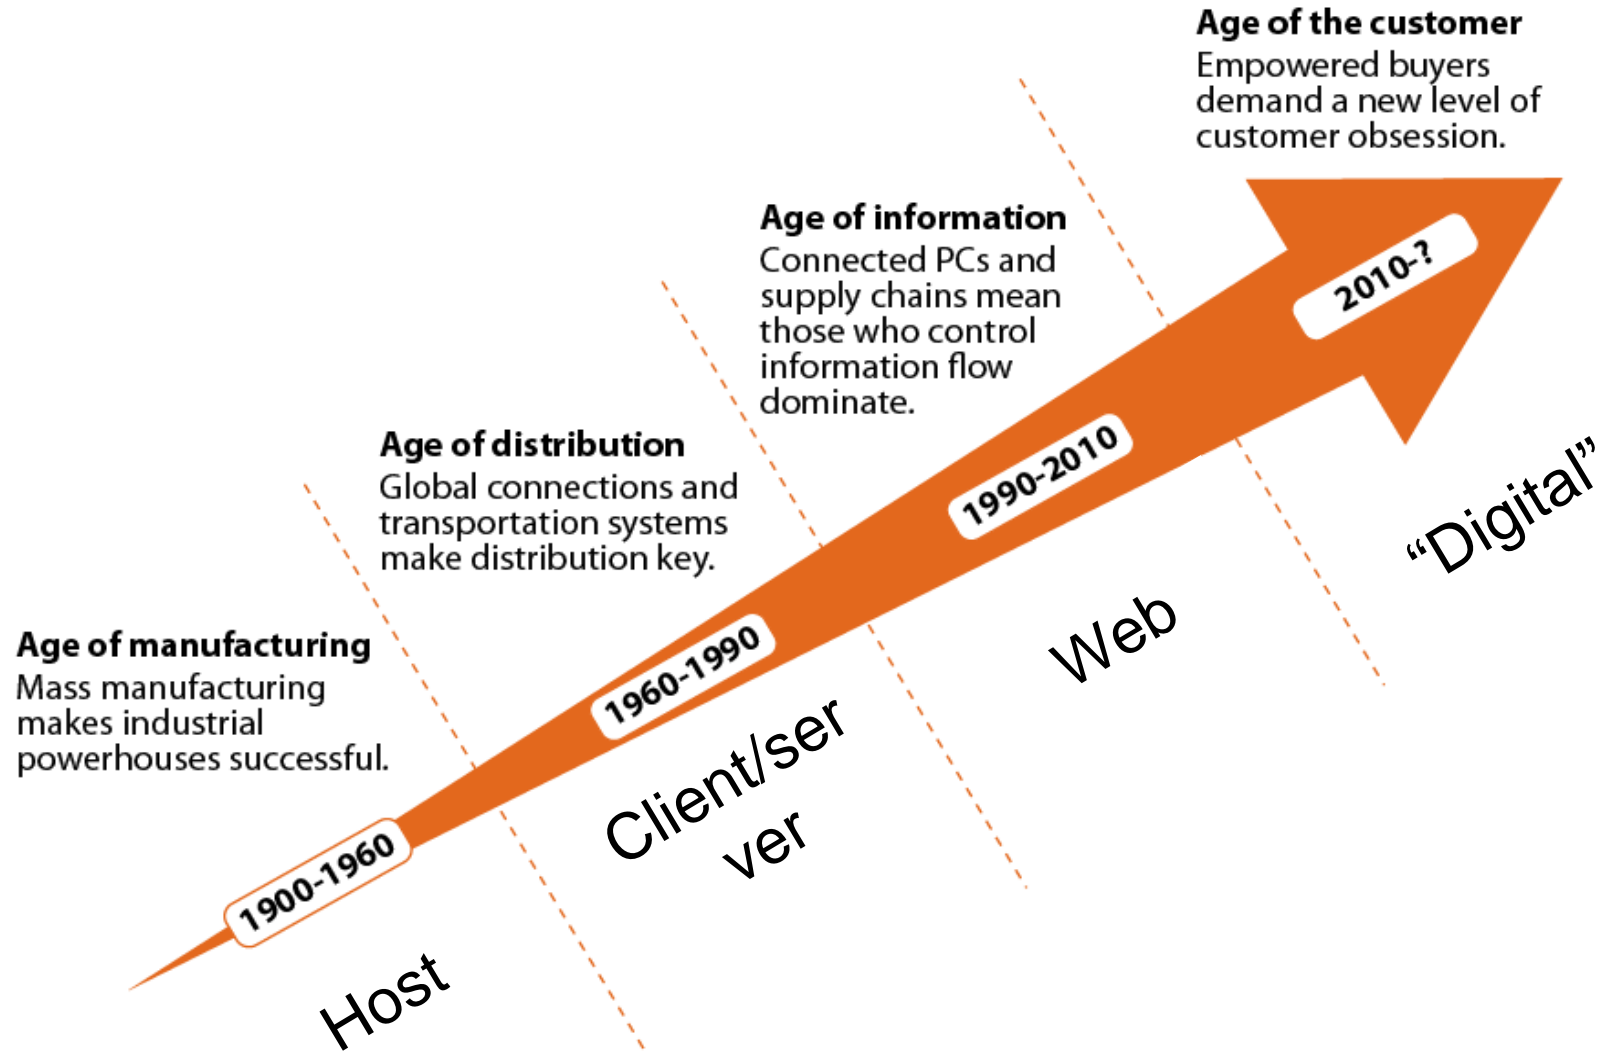 Age of the customer
Empowered buyers
demand a new level of
customer obsession.
2010-?
"Digital"
Age of information
Connected PCs and
supply chains mean
those who control
information flow
dominate.
1990-2010
Web
Age of distribution
Global connections and
transportation systems
make distribution key.
1960-1990
Client/ser
ver
Age of manufacturing
Mass manufacturing
makes industrial
powerhouses successful.
1900-1960
Host